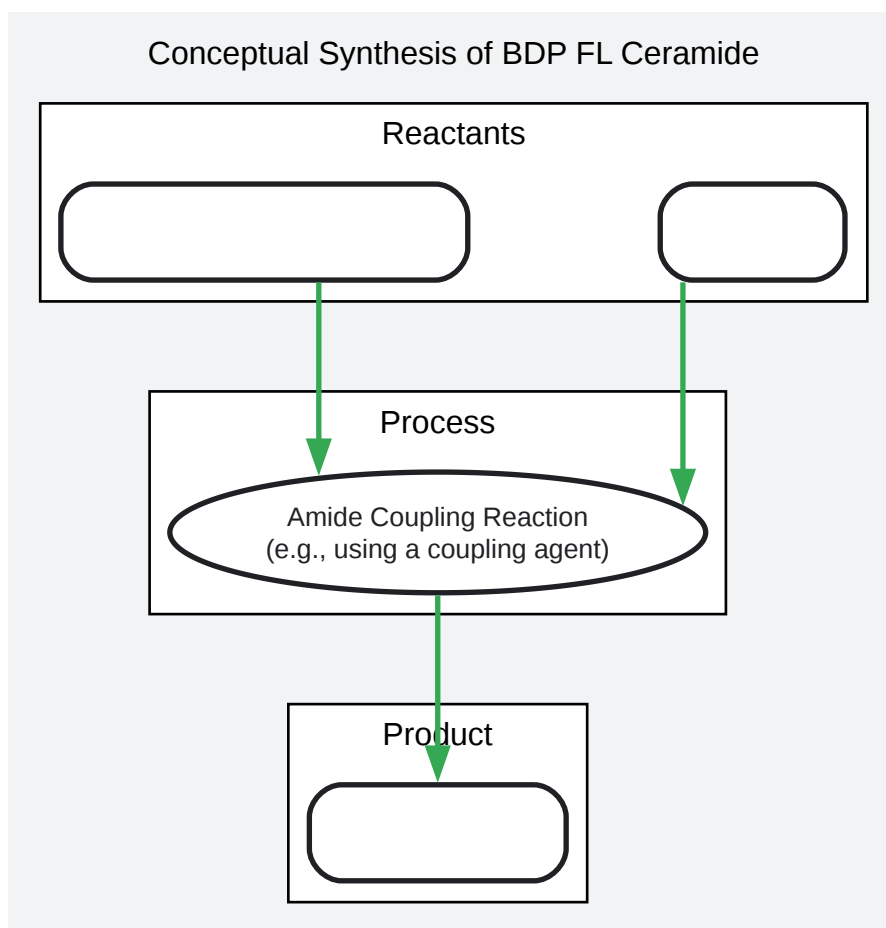 Conceptual Synthesis of BDP FL Ceramide
Reactants
Process
Amide Coupling Reaction
(e.g., using a coupling agent)
Product